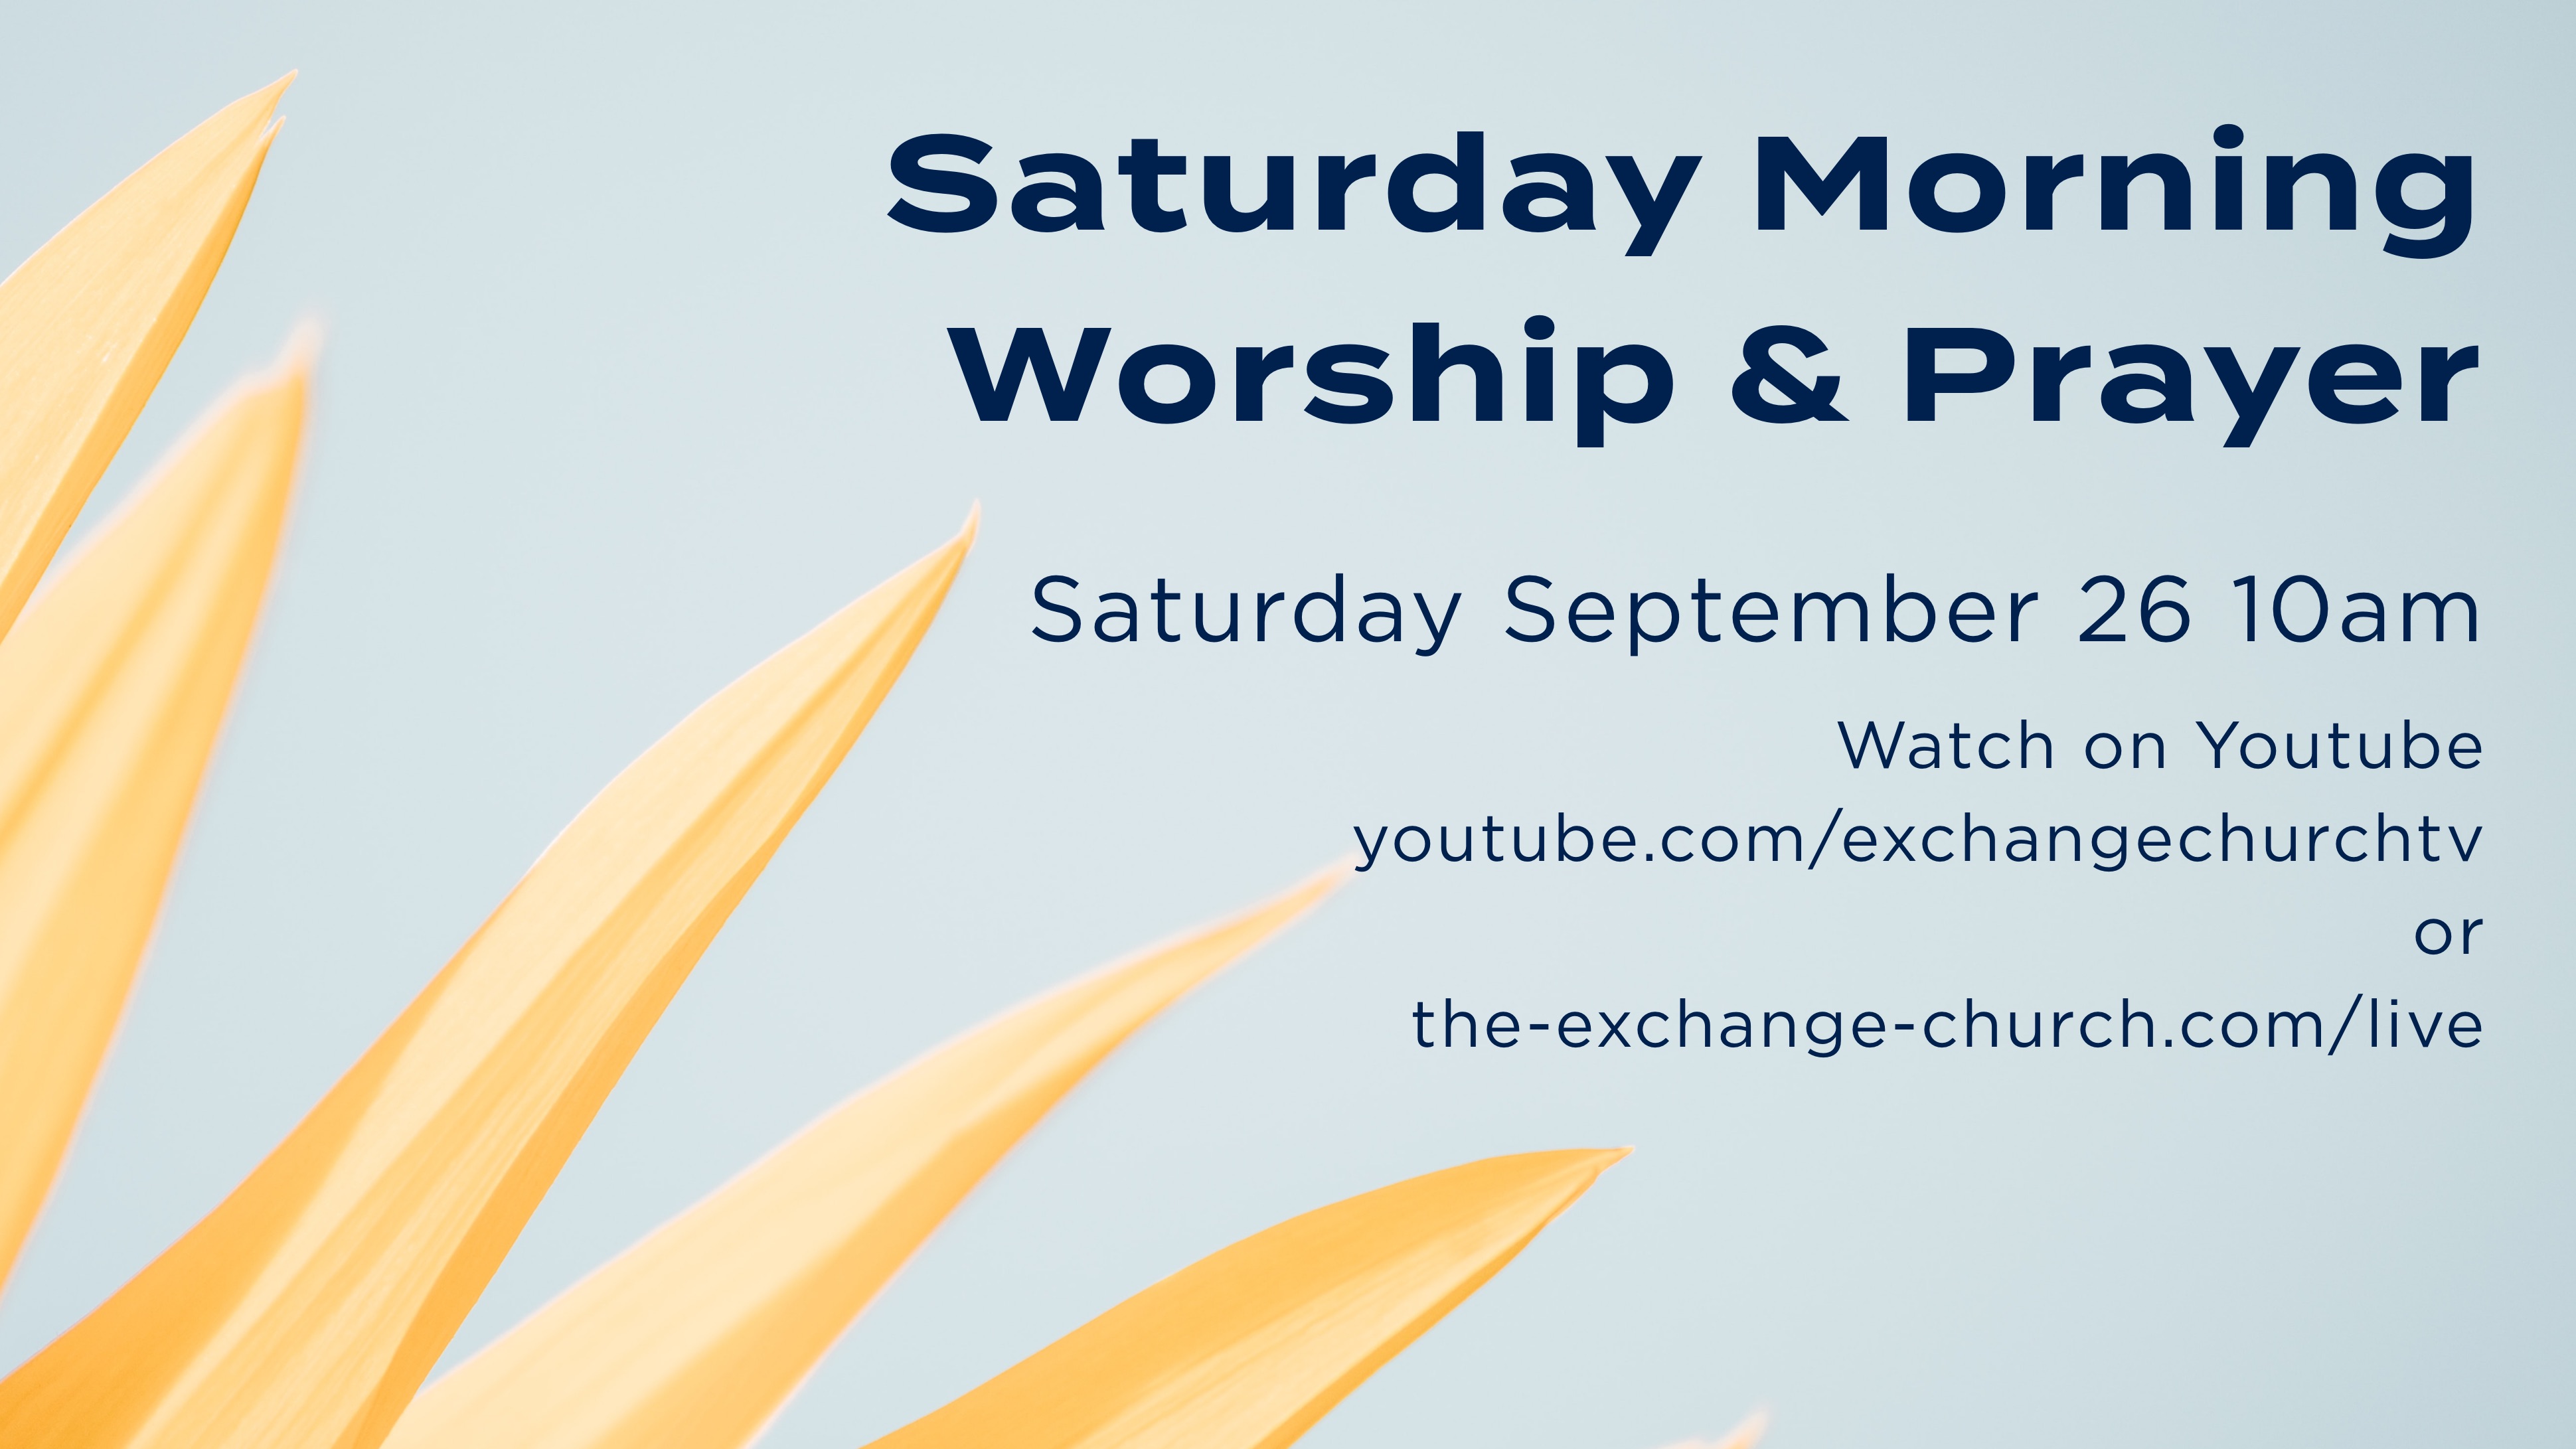 Saturday Morning
Worship & Prayer
Saturday September 26 10am
Watch on Youtube
youtube.com/exchangechurchtv
or
the-exchange-church.com/live